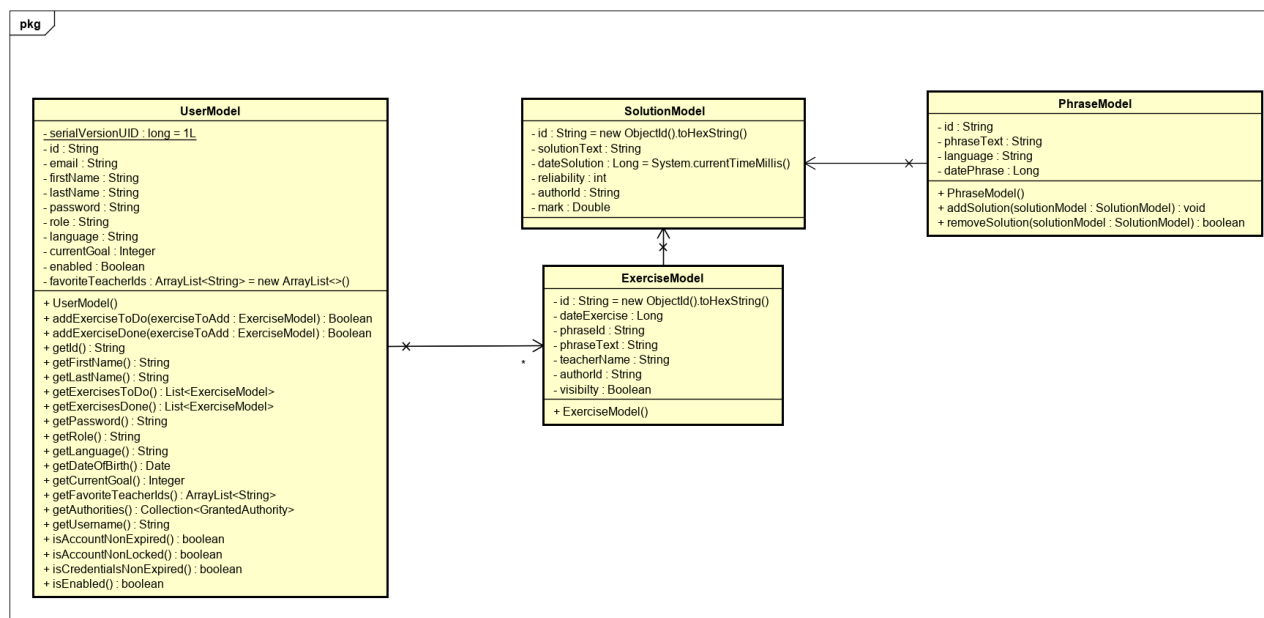 pkg
UserModel
- serialVersionUID : long = 1L
- id : String
- email : String
- firstName : String
- lastName : String
- password : String
- role : String
- language : String
- currentGoal : Integer
- enabled : Boolean
- favoriteTeacherIds : ArrayList<String> = new ArrayList<>()
+ UserModel()
+ addExerciseToDo(exerciseToAdd : ExerciseModel) : Boolean
+ addExerciseDone(exerciseToAdd : ExerciseModel) : Boolean
+ getId() : String
+ getFirstName() : String
+ getLastName() : String
+ getExercisesToDo() : List<ExerciseModel>
+ getExercisesDone() : List<ExerciseModel>
+ getPassword() : String
+ getRole() : String
+ getLanguage() : String
+ getDateOfBirth() : Date
+ getCurrentGoal() : Integer
+ getFavoriteTeacherIds() : ArrayList<String>
+ getAuthorities() : Collection<GrantedAuthority>
+ getUsername() : String
+ isAccountNonExpired() : boolean
+ isAccountNonLocked() : boolean
+ isCredentialsNonExpired() : boolean
+ isEnabled() : boolean
*
SolutionModel
- id : String = new ObjectId().toHexString()
- solutionText : String
- dateSolution : Long = System.currentTimeMillis()
- reliability : int
- authorId : String
- mark : Double
ExerciseModel
- id : String = new ObjectId().toHexString()
- dateExercise : Long
- phraseId : String
- phraseText : String
- teacherName : String
- authorId : String
- visibilty : Boolean
+ ExerciseModel()
PhraseModel
- id : String
- phraseText : String
- language : String
- datePhrase : Long
+ PhraseModel()
+ addSolution(solutionModel : SolutionModel) : void
+ removeSolution(solutionModel : SolutionModel) : boolean